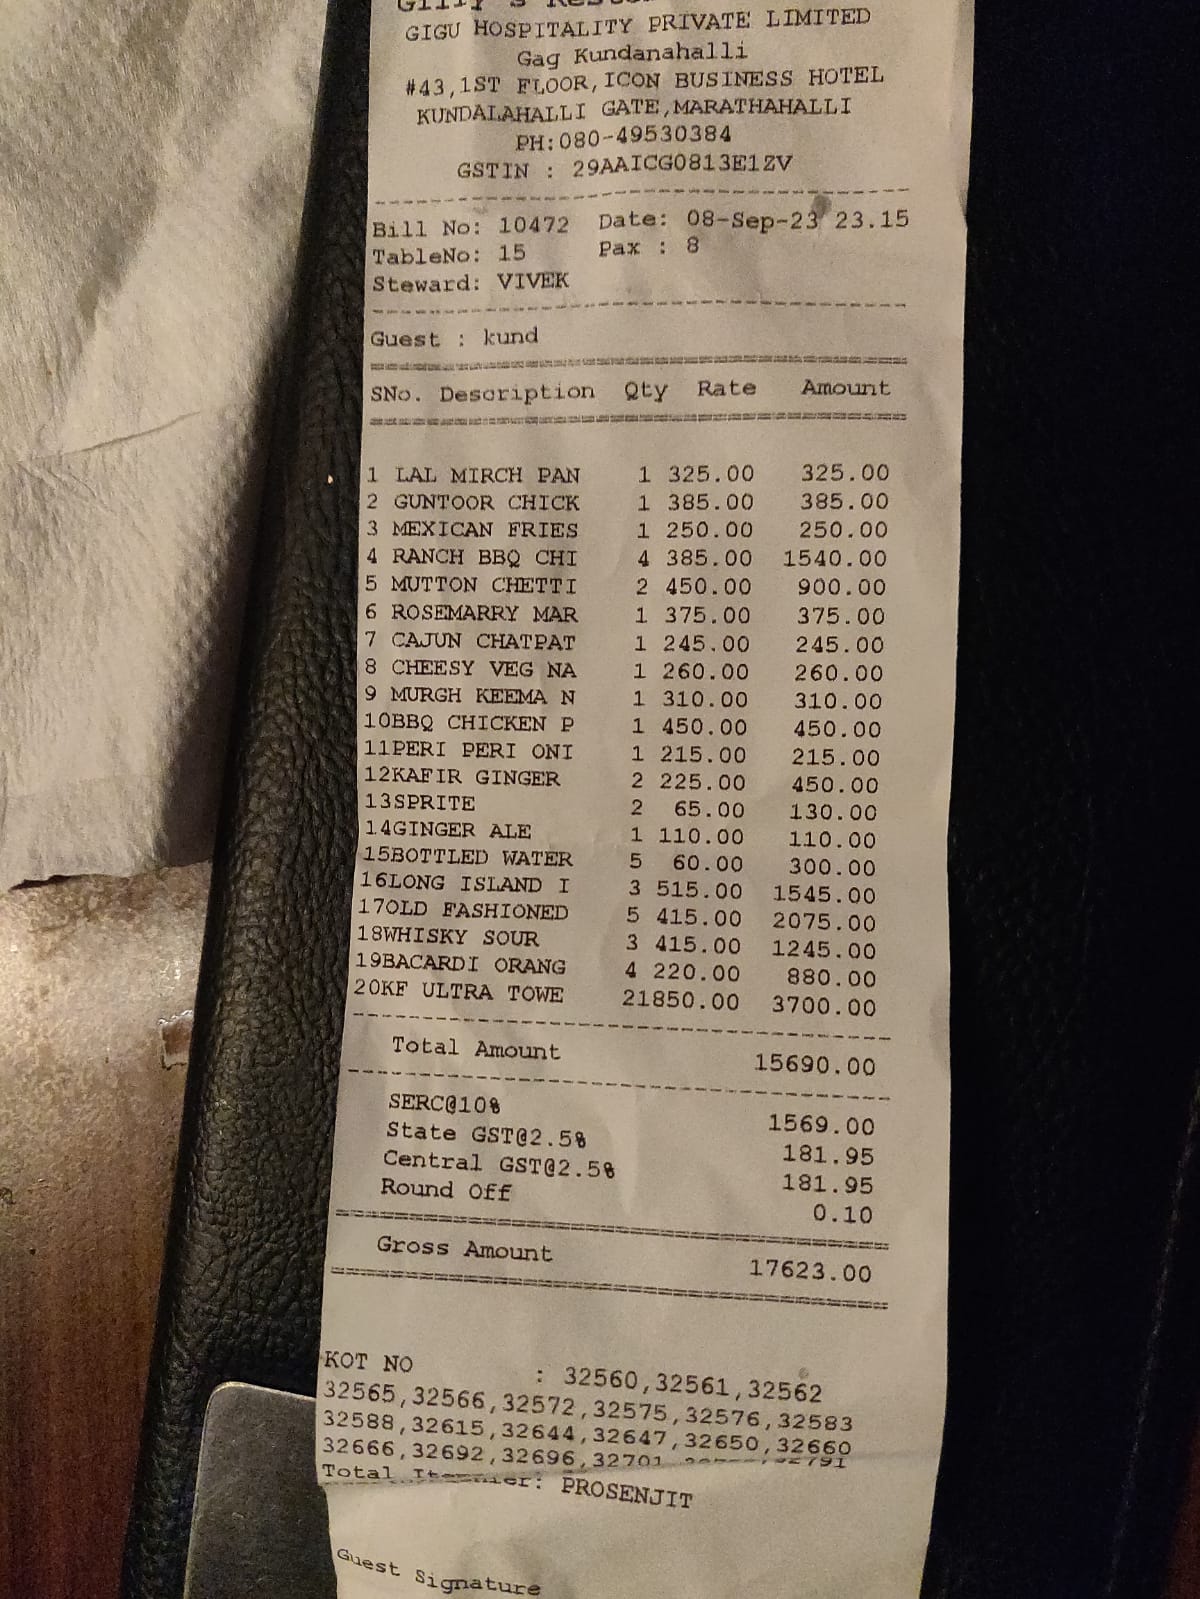 GIGU HOSPITALITY PRIVATE LIMITED
Gag Kundanahalli
#43,1ST FLOOR,ICON BUSINESS HOTEL
KUNDALAHALLI GATE,MARATHAHALLI
PH:080-49530384
GSTIN : 29AAICG0813E1ZV
Bill No: 10472 Date: 08-Sep-23 23.15
TableNo: 15 Pax : 8
Steward: VIVEK
Guest : kund
SNo. Description Qty Rate Amount
1 LAL MIRCH PAN 1 325.00 325.00
2 GUNTOOR CHICK 1 385.00 385.00
3 MEXICAN FRIES 1 250.00 250.00
4 RANCH BBQ CHI 4 385.00 1540.00
5 MUTTON CHETTI 2 450.00 900.00
6 ROSEMARRY MAR 1 375.00 375.00
7 CAJUN CHATPAT 1 245.00 245.00
8 CHEESY VEG NA 1 260.00 260.00
9 MURGH KEEMA N 1 310.00 310.00
10BBQ CHICKEN P 1 450.00 450.00
11PERI PERI ONI 1 215.00 215.00
12KAFIR GINGER 2 225.00 450.00
13SPRITE 2 65.00 130.00
14GINGER ALE 1 110.00 110.00
15BOTTLED WATER 5 60.00 300.00
16LONG ISLAND I 3 515.00 1545.00
17OLD FASHIONED 5 415.00 2075.00
18WHISKY SOUR 3 415.00 1245.00
19BACARDI ORANG 4 220.00 880.00
20KF ULTRA TOWE 21850.00 3700.00
Total Amount 15690.00
SERC@10% 1569.00
State GST@2.5% 181.95
Central GST@2.5% 181.95
Round Off 0.10
Gross Amount 17623.00
KOT NO : 32560,32561,32562
32565,32566,32572,32575,32576,32583
32588,32615,32644,32647,32650,32660
32666,32692,32696,32701
Total PROSENJIT
Guest Signature